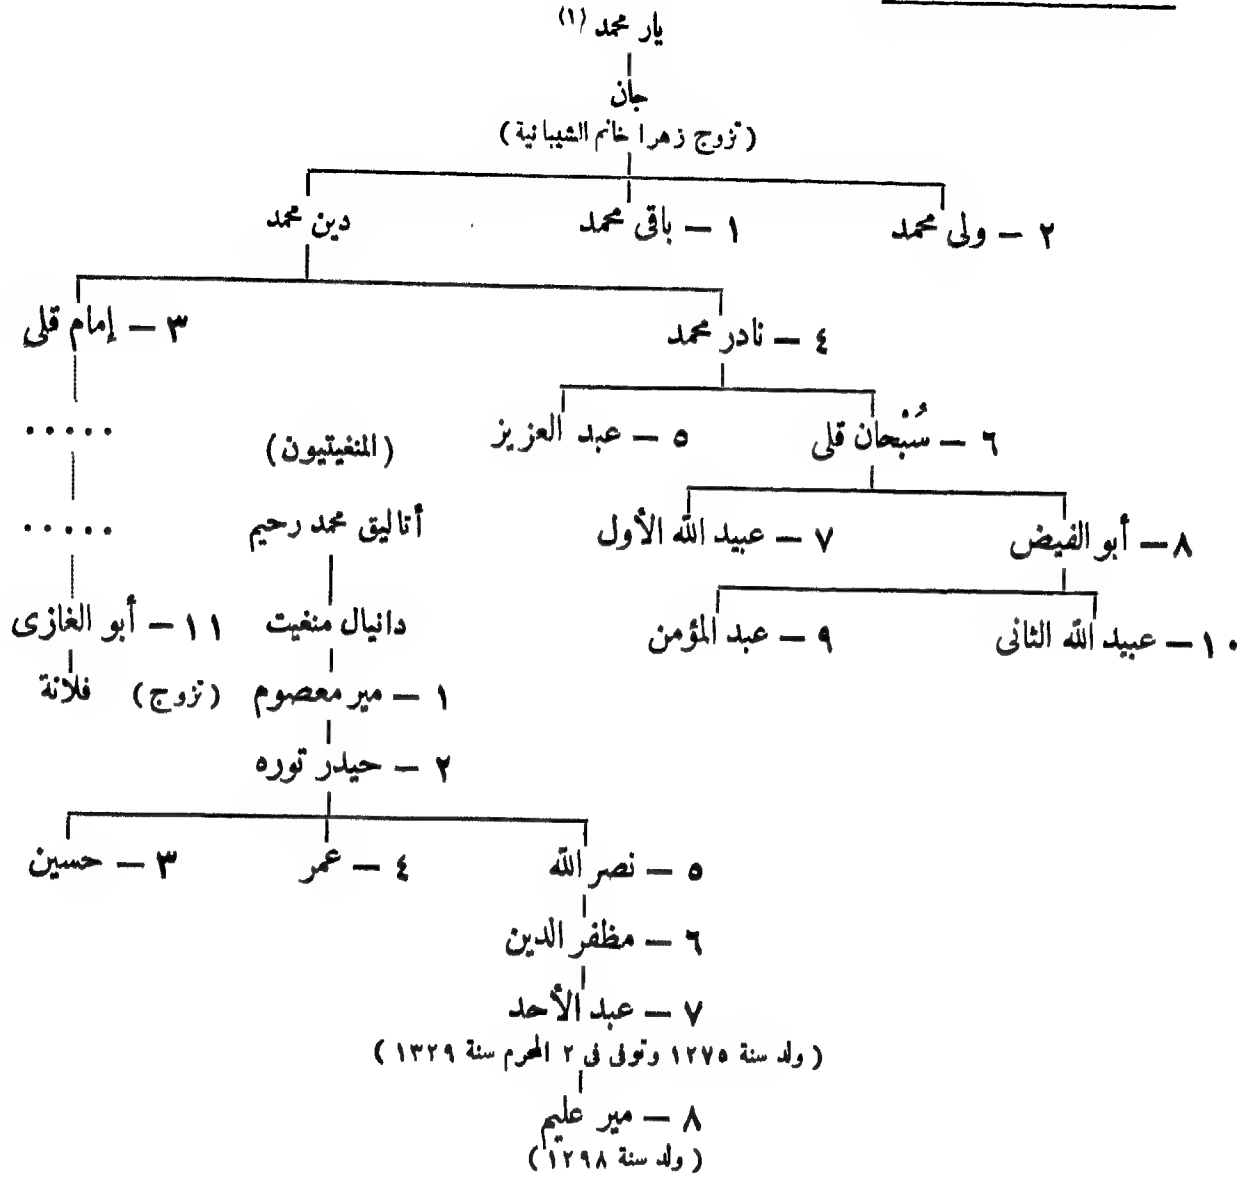 يار محمد (١)
جان
(تزوج زهرا خانم الشيبانية)
٢ — ولى محمد
١ — باقى محمد
دين محمد
٤ — نادر محمد
٣ — إمام قلى
٦ — سُبْحان قلى
٥ — عبد العزيز
.....
(المنغيتيون)
٨ — أبو الفيض
٧ — عبيد الله الأول
أتاليق محمد رحيم
.....
١٠ — عبيد الله الثانى
٩ — عبد المؤمن
دانيال منغيت
١١ — أبو الغازى
١ — مير معصوم (تزوج) فلانة
٢ — حيدر توره
٥ — نصر الله
٤ — عمر
٣ — حسين
٦ — مظفر الدين
٧ — عبد الأحد
(ولد سنة ١٢٧٥ وتوفى فى ٢ المحرم سنة ١٣٢٩)
٨ — مير عليم
(ولد سنة ١٢٩٨)